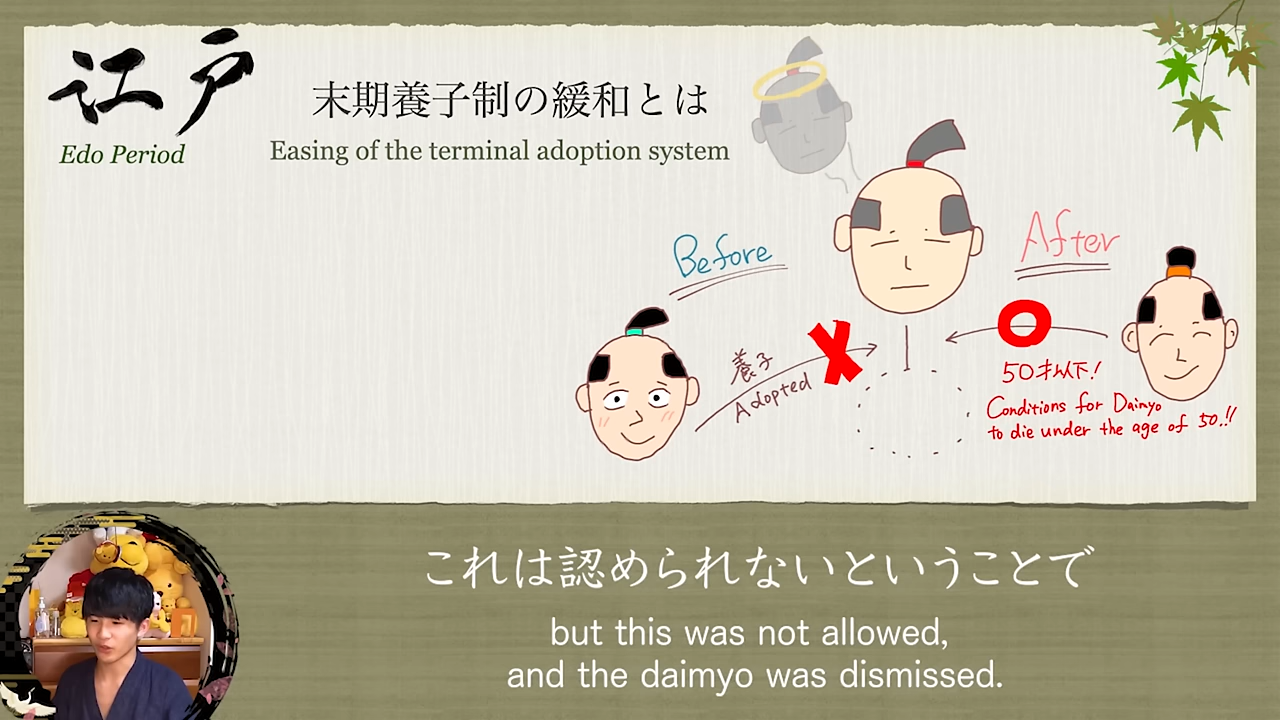 江戸
Edo Period
末期養子制の緩和とは
Easing of the terminal adoption system
Before
After
養子
Adopted
50才以下!
Conditions for Daimyo
to die under the age of 50.!!
これは認められないということで
but this was not allowed,
and the daimyo was dismissed.